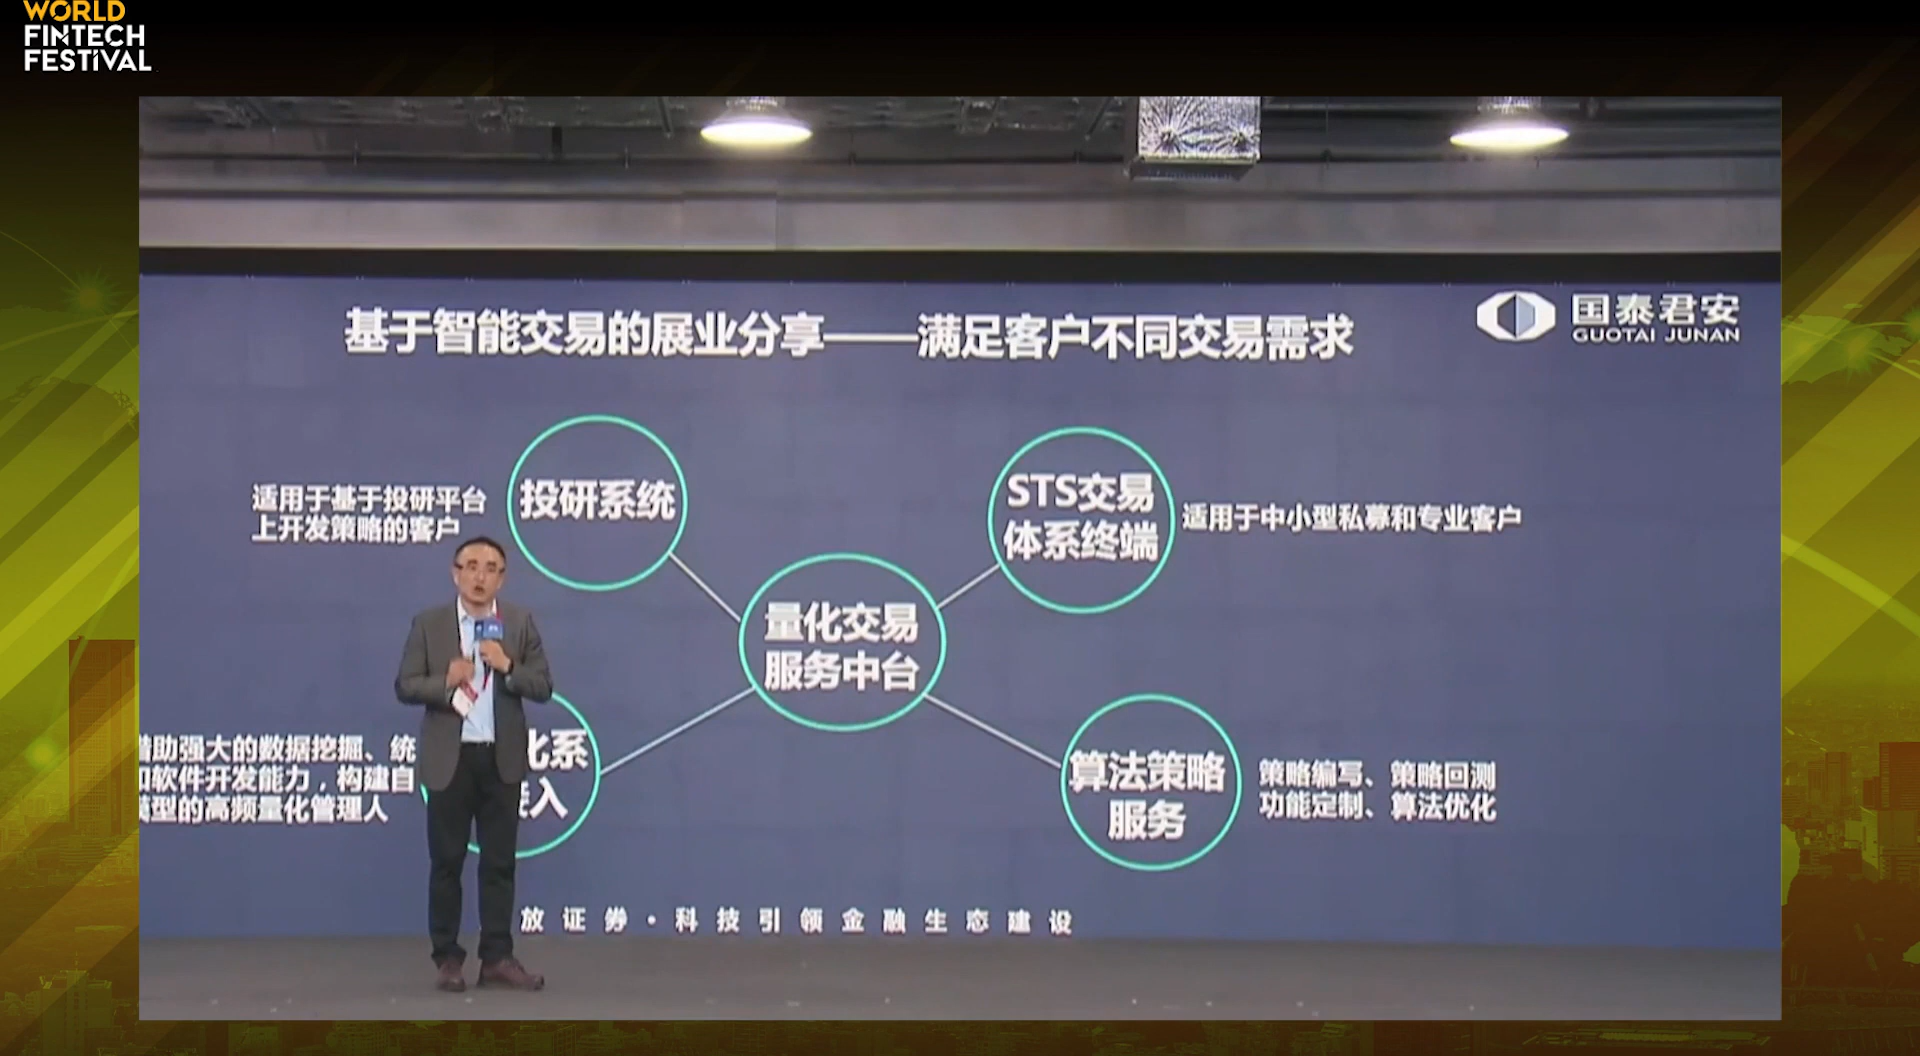 WORLD
FINTECH
FESTIVAL
基于智能交易的展业分享——满足客户不同交易需求
国泰君安
GUOTAI JUNAN
适用于基于投研平台
上开发策略的客户
投研系统
STS交易
体系终端
适用于中小型私募和专业客户
量化交易
服务中台
助强大的数据挖掘、统
软件开发能力，构建自
型的高频量化管理人
化系
入
算法策略
服务
策略编写、策略回测
功能定制、算法优化
放证券·科技引领金融生态建设